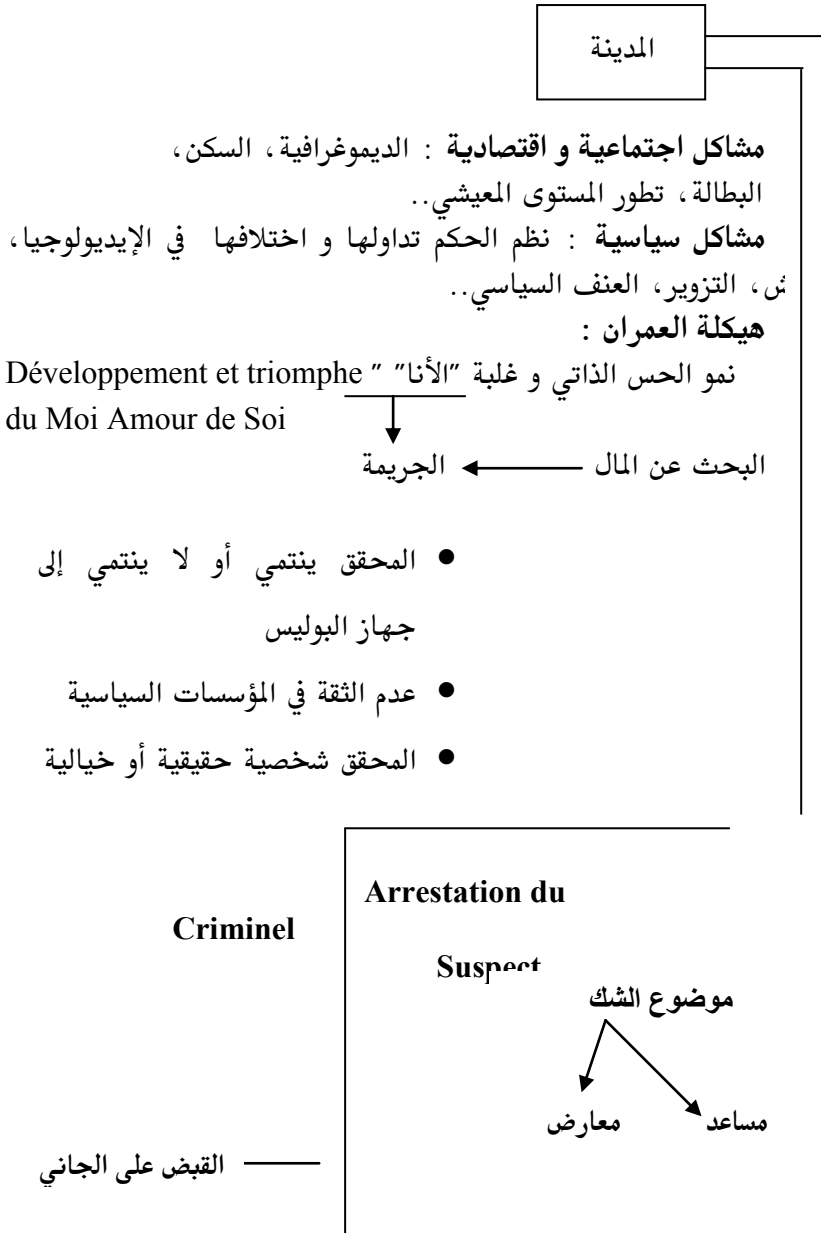 المدينة
مشاكل اجتماعية و اقتصادية : الديموغرافية، السكن،
البطالة، تطور المستوى المعيشي..
مشاكل سياسية : نظم الحكم تداولها و اختلافها في الإيديولوجيا،
التزوير، العنف السياسي..
هيكلة العمران :
نمو الحس الذاتي و غلبة "الأنا" " Développement et triomphe
du Moi Amour de Soi
البحث عن المال الجريمة
• المحقق ينتمي أو لا ينتمي إلى
جهاز البوليس
• عدم الثقة في المؤسسات السياسية
• المحقق شخصية حقيقية أو خيالية
Arrestation du
Criminel
Suspect
موضوع الشك
مساعد معارض
القبض على الجاني